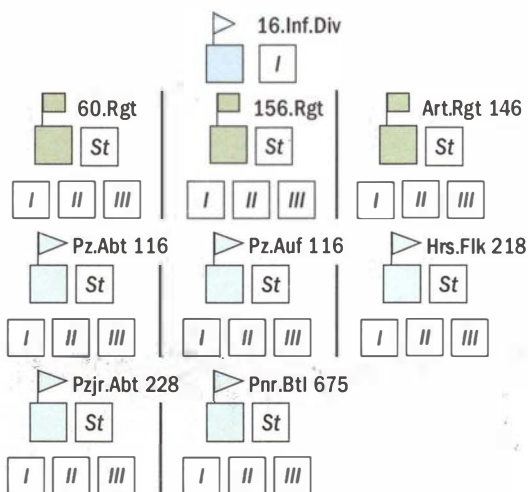 16.Inf.Div
I
60.Rgt 156.Rgt Art.Rgt 146
St St St
I II III I II III I II III
Pz.Abt 116 Pz.Auf 116 Hrs.Flk 218
St St St
I II III I II III I II III
Pzjr.Abt 228 Pnr.Btl 675
St St
I II III I II III